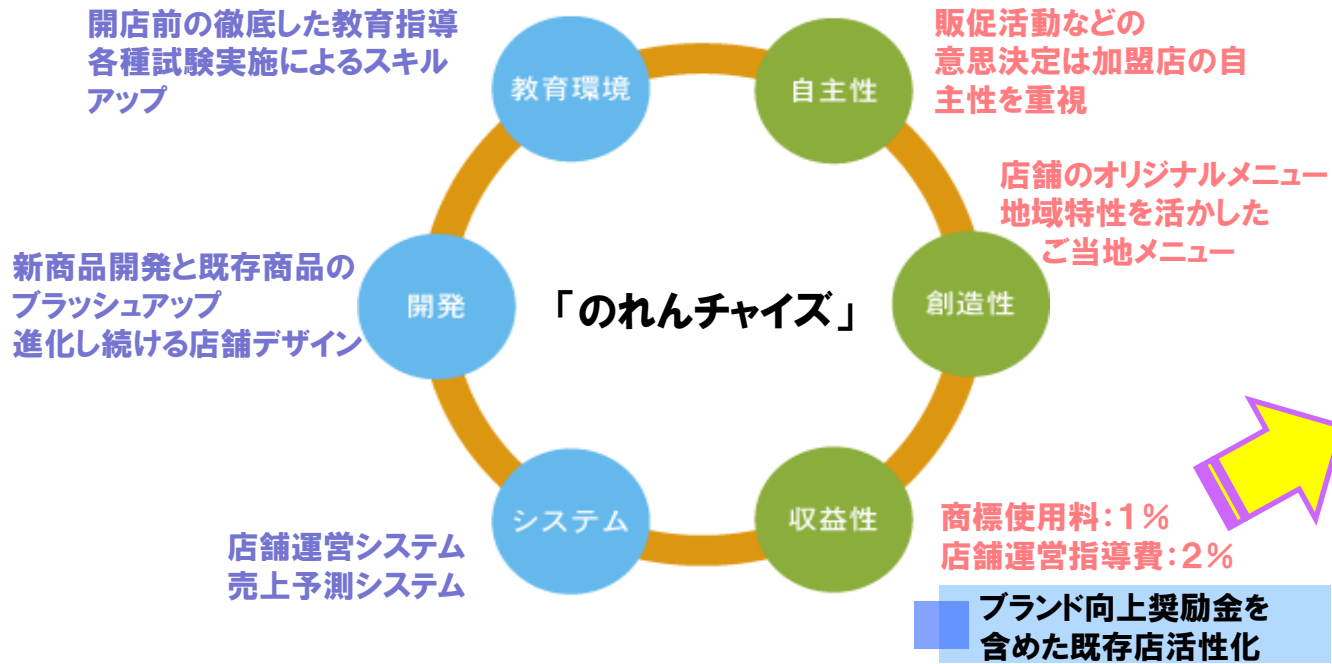 開店前の徹底した教育指導
各種試験実施によるスキル
アップ
教育環境
自主性
販促活動などの
意思決定は加盟店の自
主性を重視
店舗のオリジナルメニュー
地域特性を活かした
ご当地メニュー
新商品開発と既存商品の
ブラッシュアップ
進化し続ける店舗デザイン
開発
「のれんチャイズ」
創造性
店舗運営システム
売上予測システム
システム
収益性
商標使用料：1％
店舗運営指導費：2％
ブランド向上奨励金を
含めた既存店活性化